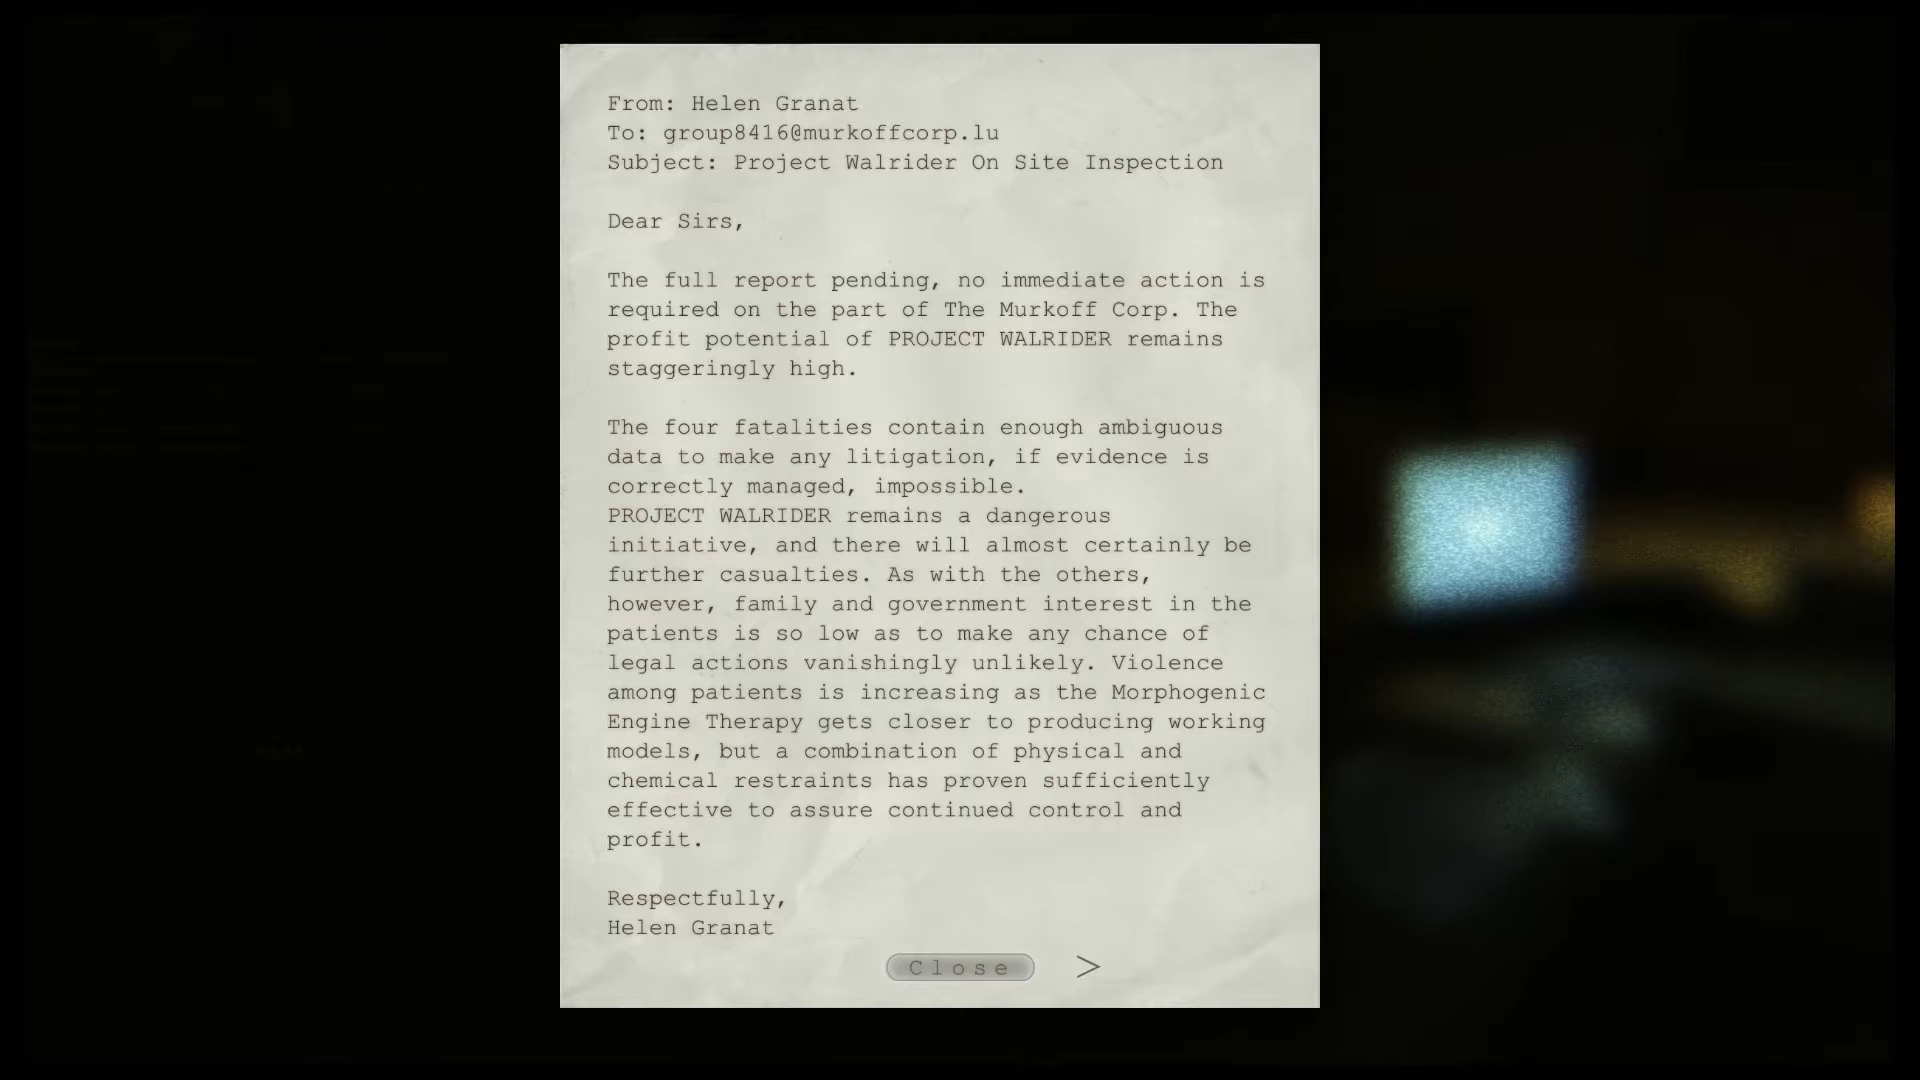 From: Helen Granat
To: group8416@murkoffcorp.lu
Subject: Project Walrider On Site Inspection
Dear Sirs,
The full report pending, no immediate action is
required on the part of The Murkoff Corp. The
profit potential of PROJECT WALRIDER remains
staggeringly high.
The four fatalities contain enough ambiguous
data to make any litigation, if evidence is
correctly managed, impossible.
PROJECT WALRIDER remains a dangerous
initiative, and there will almost certainly be
further casualties. As with the others,
however, family and government interest in the
patients is so low as to make any chance of
legal actions vanishingly unlikely. Violence
among patients is increasing as the Morphogenic
Engine Therapy gets closer to producing working
models, but a combination of physical and
chemical restraints has proven sufficiently
effective to assure continued control and
profit.
Respectfully,
Helen Granat
Close >